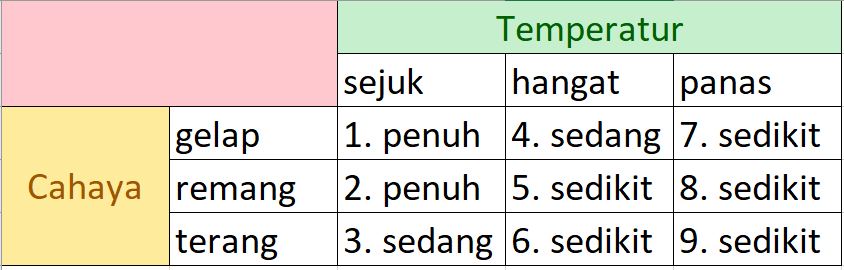 Temperatur
sejuk hangat panas
gelap 1. penuh 4. sedang 7. sedikit
Cahaya remang 2. penuh 5. sedikit 8. sedikit
terang 3. sedang 6. sedikit 9. sedikit